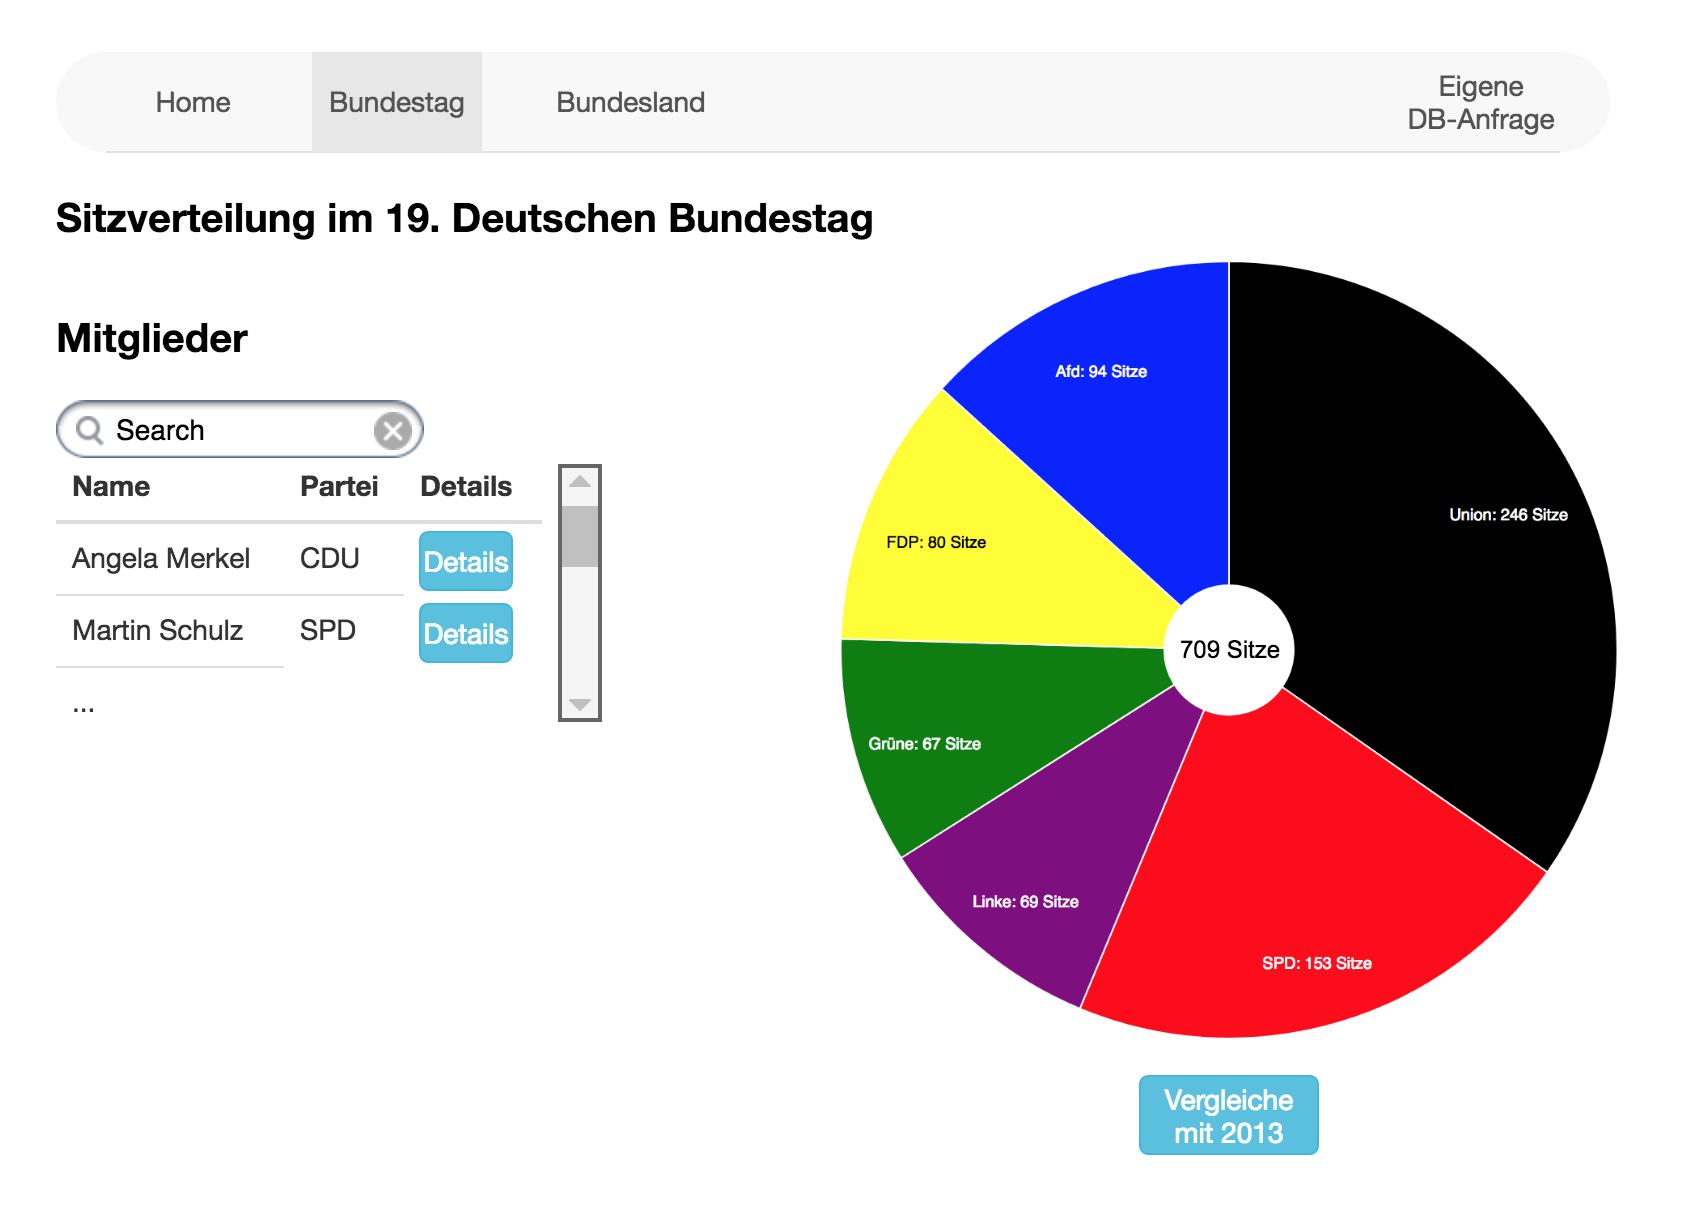 Home
Bundestag
Bundesland
Eigene
DB-Anfrage
Sitzverteilung im 19. Deutschen Bundestag
Mitglieder
Search
Name Partei Details
Angela Merkel CDU Details
Martin Schulz SPD Details
...
Afd: 94 Sitze
Union: 246 Sitze
FDP: 80 Sitze
709 Sitze
Grüne: 67 Sitze
Linke: 69 Sitze
SPD: 153 Sitze
Vergleiche
mit 2013